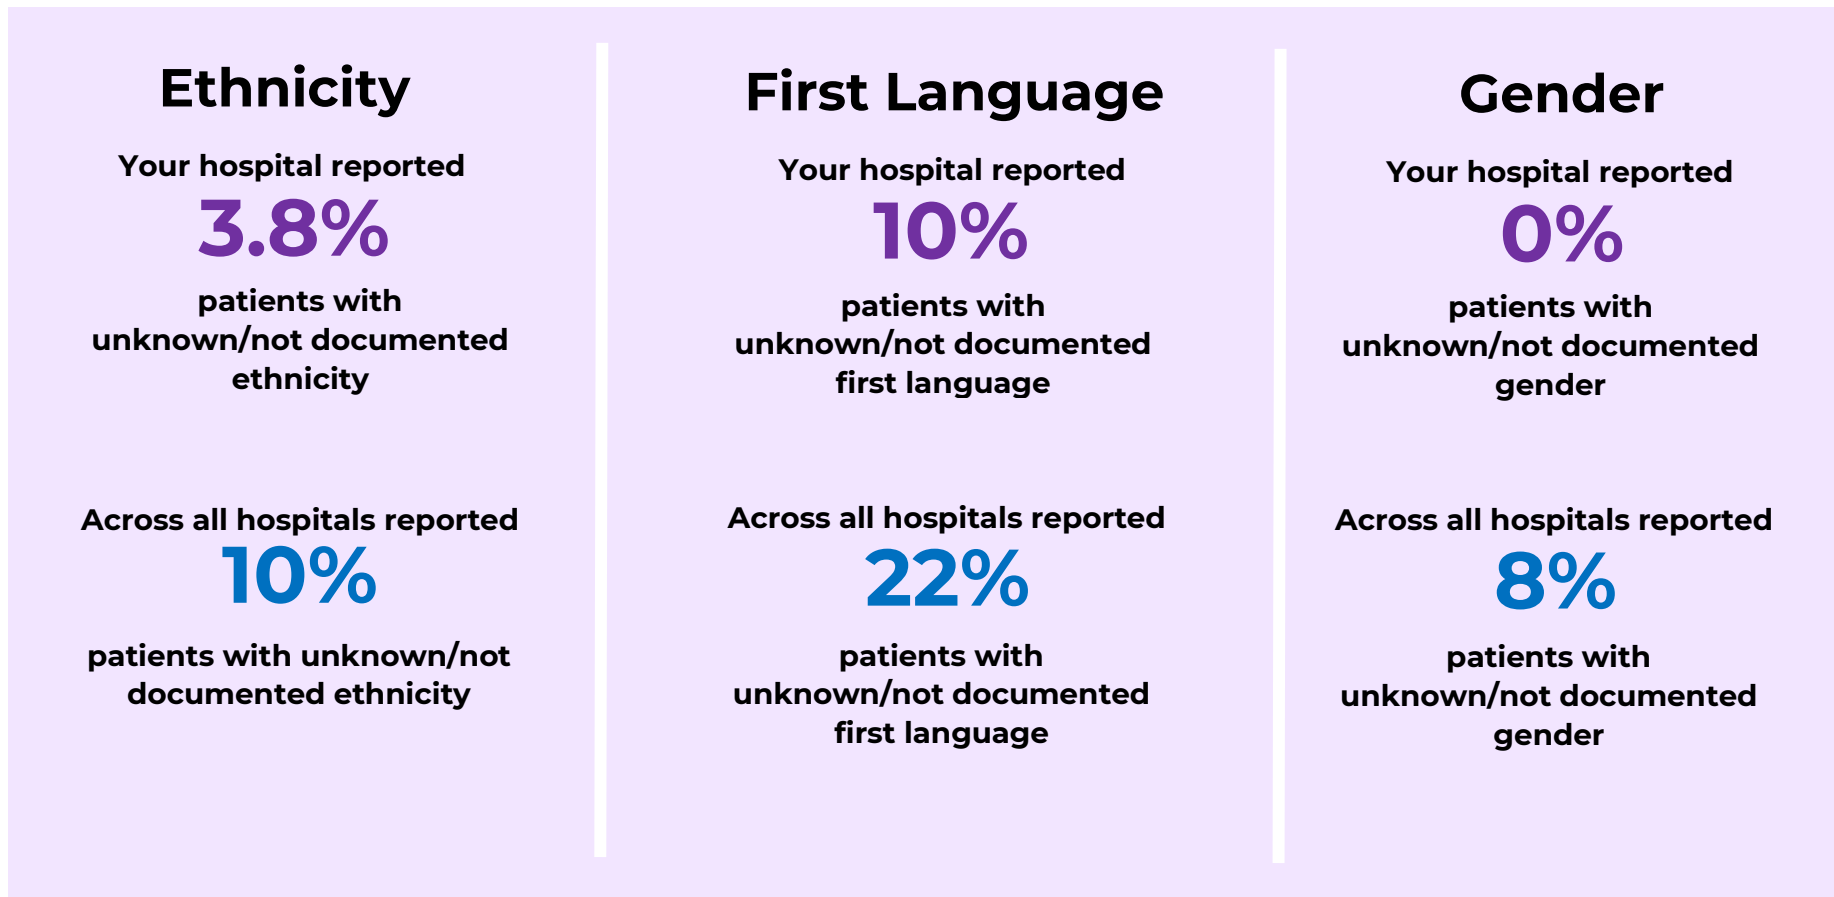 Ethnicity
Your hospital reported
3.8%
patients with
unknown/not documented
ethnicity
Across all hospitals reported
10%
patients with unknown/not
documented ethnicity
First Language
Your hospital reported
10%
patients with
unknown/not documented
first language
Across all hospitals reported
22%
patients with
unknown/not documented
first language
Gender
Your hospital reported
0%
patients with
unknown/not documented
gender
Across all hospitals reported
8%
patients with
unknown/not documented
gender